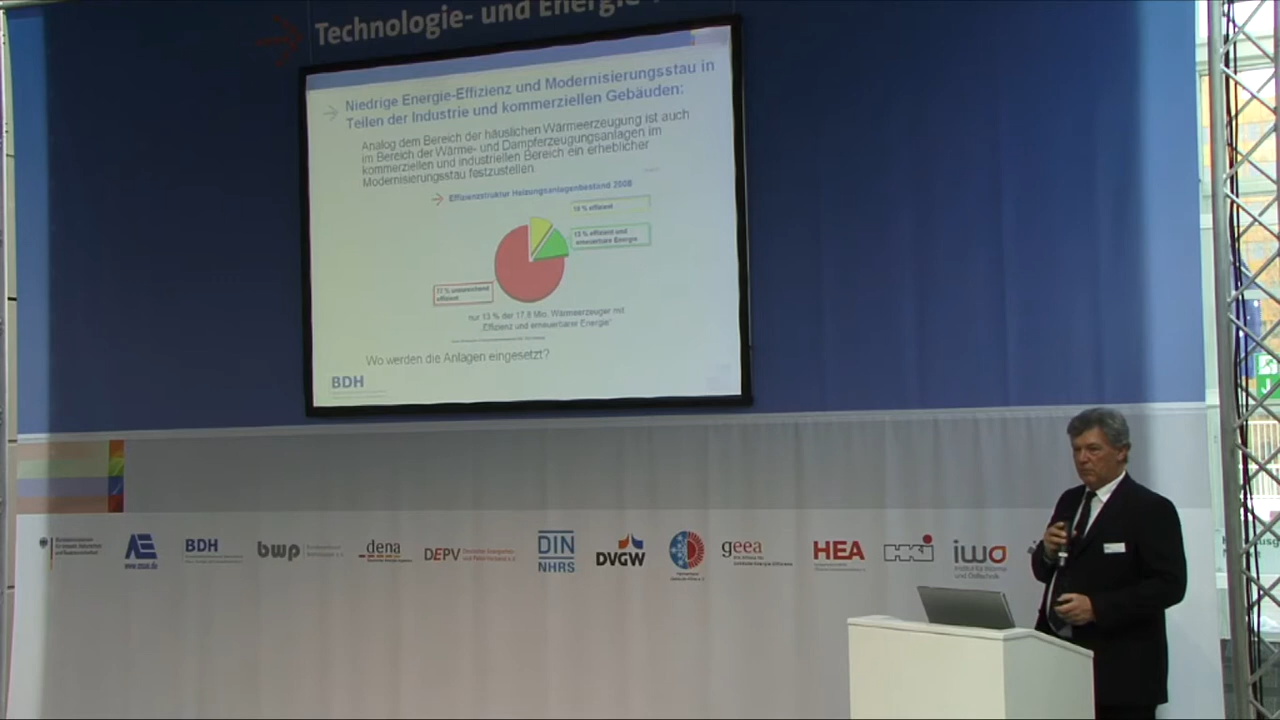 Technologie- und Energie-
Niedrige Energie-Effizienz und Modernisierungsstau in
Teilen der Industrie und kommerziellen Gebäuden:
Analog dem Bereich der häuslichen Wärmeerzeugung ist auch
im Bereich der Wärme- und Dampferzeugungsanlagen im
kommerziellen und industriellen Bereich ein erheblicher
Modernisierungsstau festzustellen
Effizienzstruktur Heizungsanlagenbestand 2008
10 % effizient
13 % effizient und
erneuerbare Energie
77 % unzureichend
effizient
nur 13 % der 17,8 Mio. Wärmeerzeuger mit
„Effizienz und erneuerbarer Energie“
Wo werden die Anlagen eingesetzt?
BDH
AE
BDH
bwp
dena
DEPV
DIN
NHRS
DVGW
geea
HEA
HKI
iwo